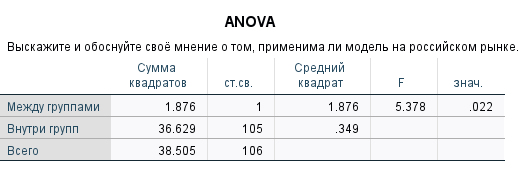 ANOVA
Выскажите и обоснуйте своё мнение о том, применима ли модель на российском рынке.
Сумма квадратов ст.св. Средний квадрат F знач.
Между группами 1.876 1 1.876 5.378 .022
Внутри групп 36.629 105 .349
Всего 38.505 106